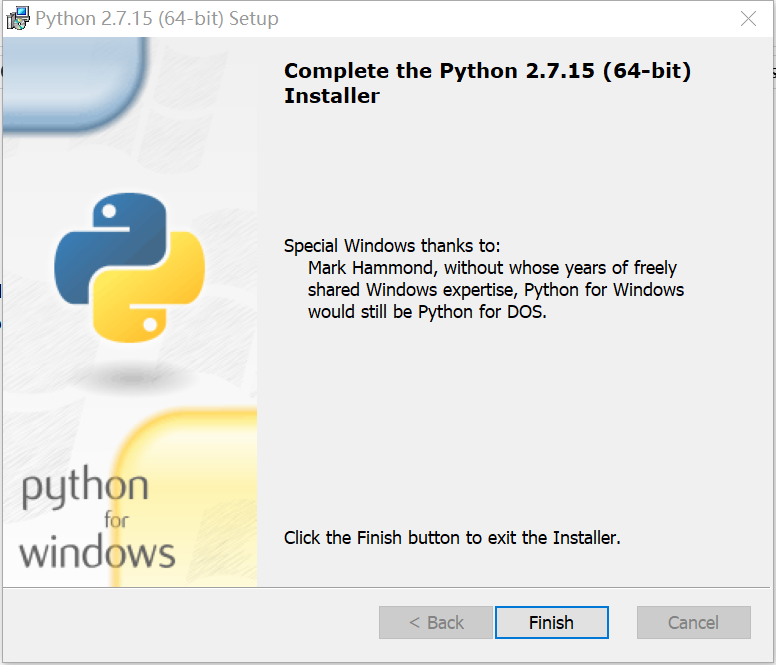 Python 2.7.15 (64-bit) Setup
Complete the Python 2.7.15 (64-bit)
Installer
Special Windows thanks to:
Mark Hammond, without whose years of freely
shared Windows expertise, Python for Windows
would still be Python for DOS.
python
for
windows
Click the Finish button to exit the Installer.
< Back
Finish
Cancel